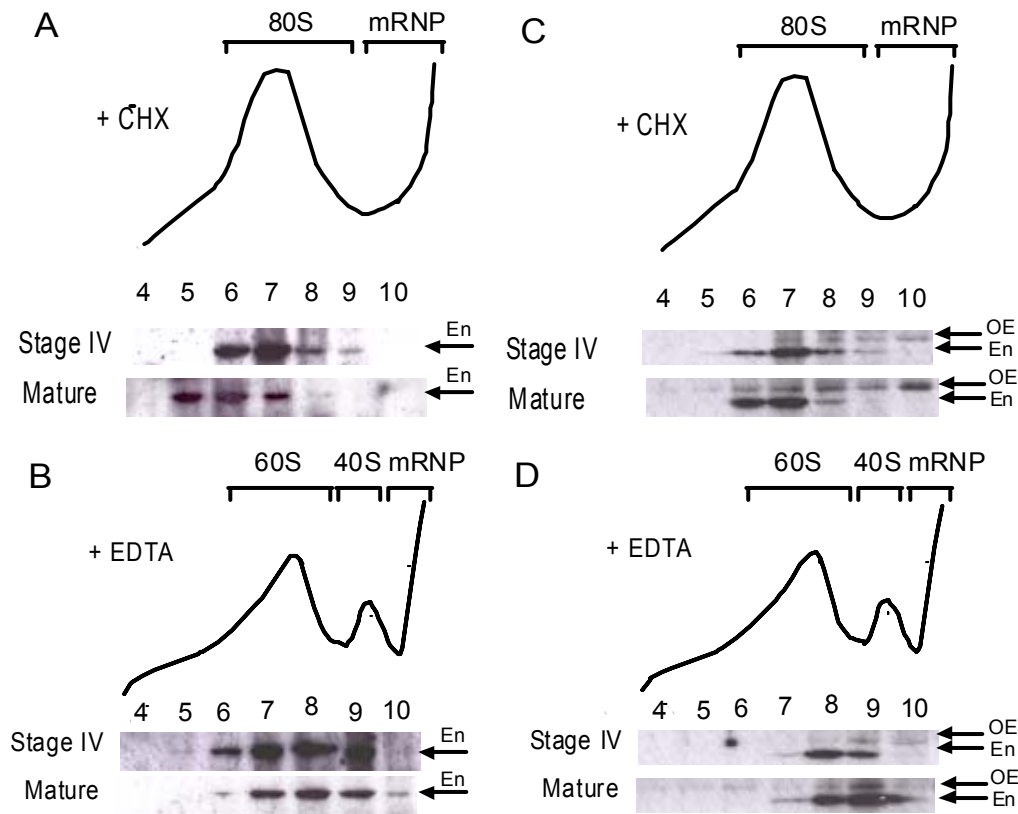 A
80S mRNP
+ CHX
4 5 6 7 8 9 10
Stage IV
En
Mature
En
B
60S 40S mRNP
+ EDTA
4 5 6 7 8 9 10
Stage IV
En
Mature
En
C
80S mRNP
+ CHX
4 5 6 7 8 9 10
Stage IV
OE
En
Mature
OE
En
D
60S 40S mRNP
+ EDTA
4 5 6 7 8 9 10
Stage IV
OE
En
Mature
OE
En